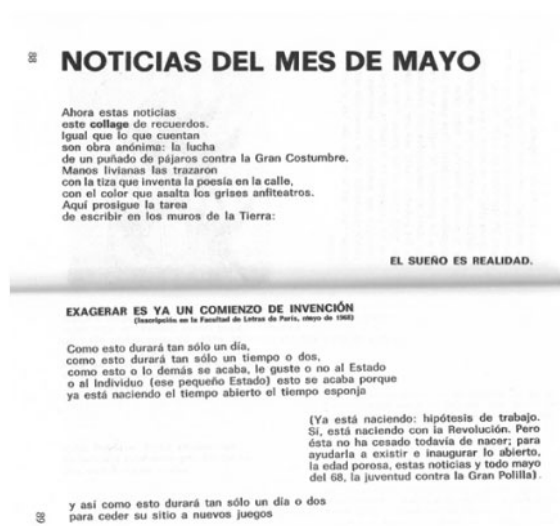 88
NOTICIAS DEL MES DE MAYO
Ahora estas noticias
este collage de recuerdos.
Igual que lo que cuentan
son obra anónima: la lucha
de un puñado de pájaros contra la Gran Costumbre.
Manos livianas las trazaron
con la tiza que inventa la poesía en la calle,
con el color que asalta los grises anfiteatros.
Aquí prosigue la tarea
de escribir en los muros de la Tierra:
EL SUEÑO ES REALIDAD.
EXAGERAR ES YA UN COMIENZO DE INVENCIÓN
(Inscripción en la Facultad de Letras de París, mayo de 1968)
Como esto durará tan sólo un día,
como esto durará tan sólo un tiempo o dos,
como esto o lo demás se acaba, le guste o no al Estado
o al Individuo (ese pequeño Estado) esto se acaba porque
ya está naciendo el tiempo abierto el tiempo esponja
(Ya está naciendo: hipótesis de trabajo.
Sí, está naciendo con la Revolución. Pero
ésta no ha cesado todavía de nacer; para
ayudarla a existir e inaugurar lo abierto,
la edad porosa, estas noticias y todo mayo
del 68, la juventud contra la Gran Polilla).
y así como esto durará tan sólo un día o dos
para ceder su sitio a nuevos juegos
89